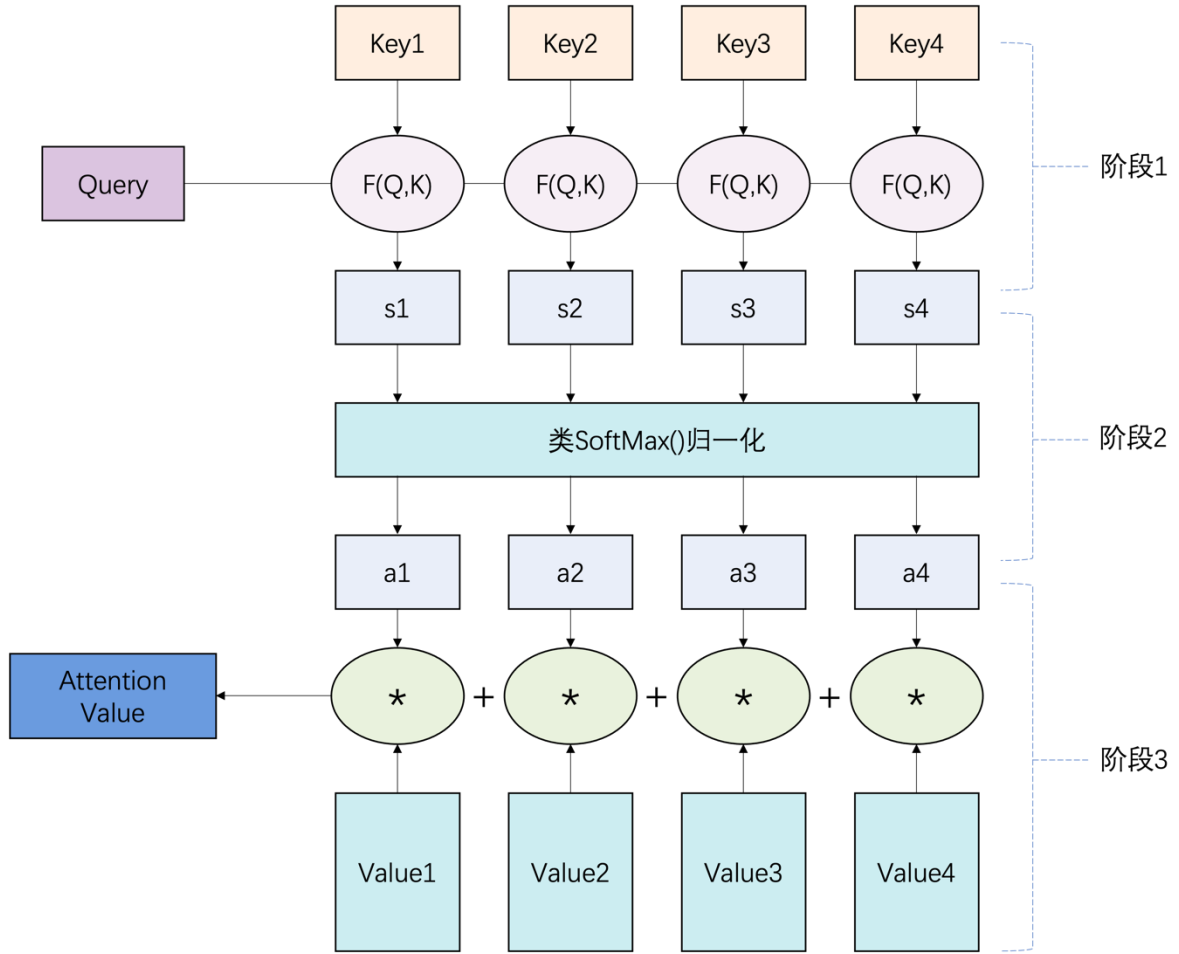 Key1
Key2
Key3
Key4
Query
F(Q,K)
F(Q,K)
F(Q,K)
F(Q,K)
阶段1
s1
s2
s3
s4
类SoftMax()归一化
阶段2
a1
a2
a3
a4
Attention
Value
*
+
*
+
*
+
*
阶段3
Value1
Value2
Value3
Value4